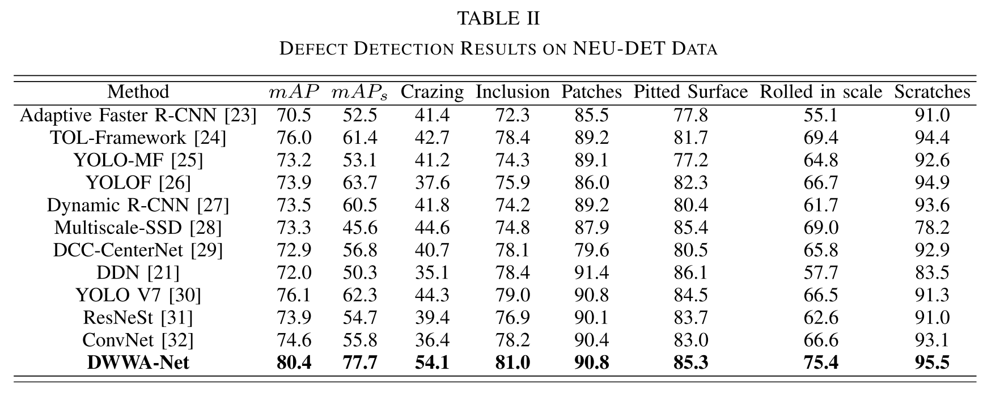 TABLE II
DEFECT DETECTION RESULTS ON NEU-DET DATA
Method mAP mAPs Crazing Inclusion Patches Pitted Surface Rolled in scale Scratches
Adaptive Faster R-CNN [23] 70.5 52.5 41.4 72.3 85.5 77.8 55.1 91.0
TOL-Framework [24] 76.0 61.4 42.7 78.4 89.2 81.7 69.4 94.4
YOLO-MF [25] 73.2 53.1 41.2 74.3 89.1 77.2 64.8 92.6
YOLOF [26] 73.9 63.7 37.6 75.9 86.0 82.3 66.7 94.9
Dynamic R-CNN [27] 73.5 60.5 41.8 74.2 89.2 80.4 61.7 93.6
Multiscale-SSD [28] 73.3 45.6 44.6 74.8 87.9 85.4 69.0 78.2
DCC-CenterNet [29] 72.9 56.8 40.7 78.1 79.6 80.5 65.8 92.9
DDN [21] 72.0 50.3 35.1 78.4 91.4 86.1 57.7 83.5
YOLO V7 [30] 76.1 62.3 44.3 79.0 90.8 84.5 66.5 91.3
ResNeSt [31] 73.9 54.7 39.4 76.9 90.1 83.7 62.6 91.0
ConvNet [32] 74.6 55.8 36.4 78.2 90.4 83.0 66.6 93.1
DWWA-Net 80.4 77.7 54.1 81.0 90.8 85.3 75.4 95.5